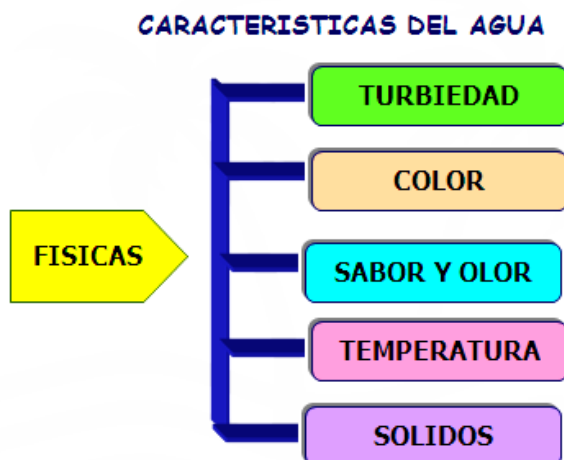 CARACTERISTICAS DEL AGUA
TURBIEDAD
COLOR
FISICAS
SABOR Y OLOR
TEMPERATURA
SOLIDOS